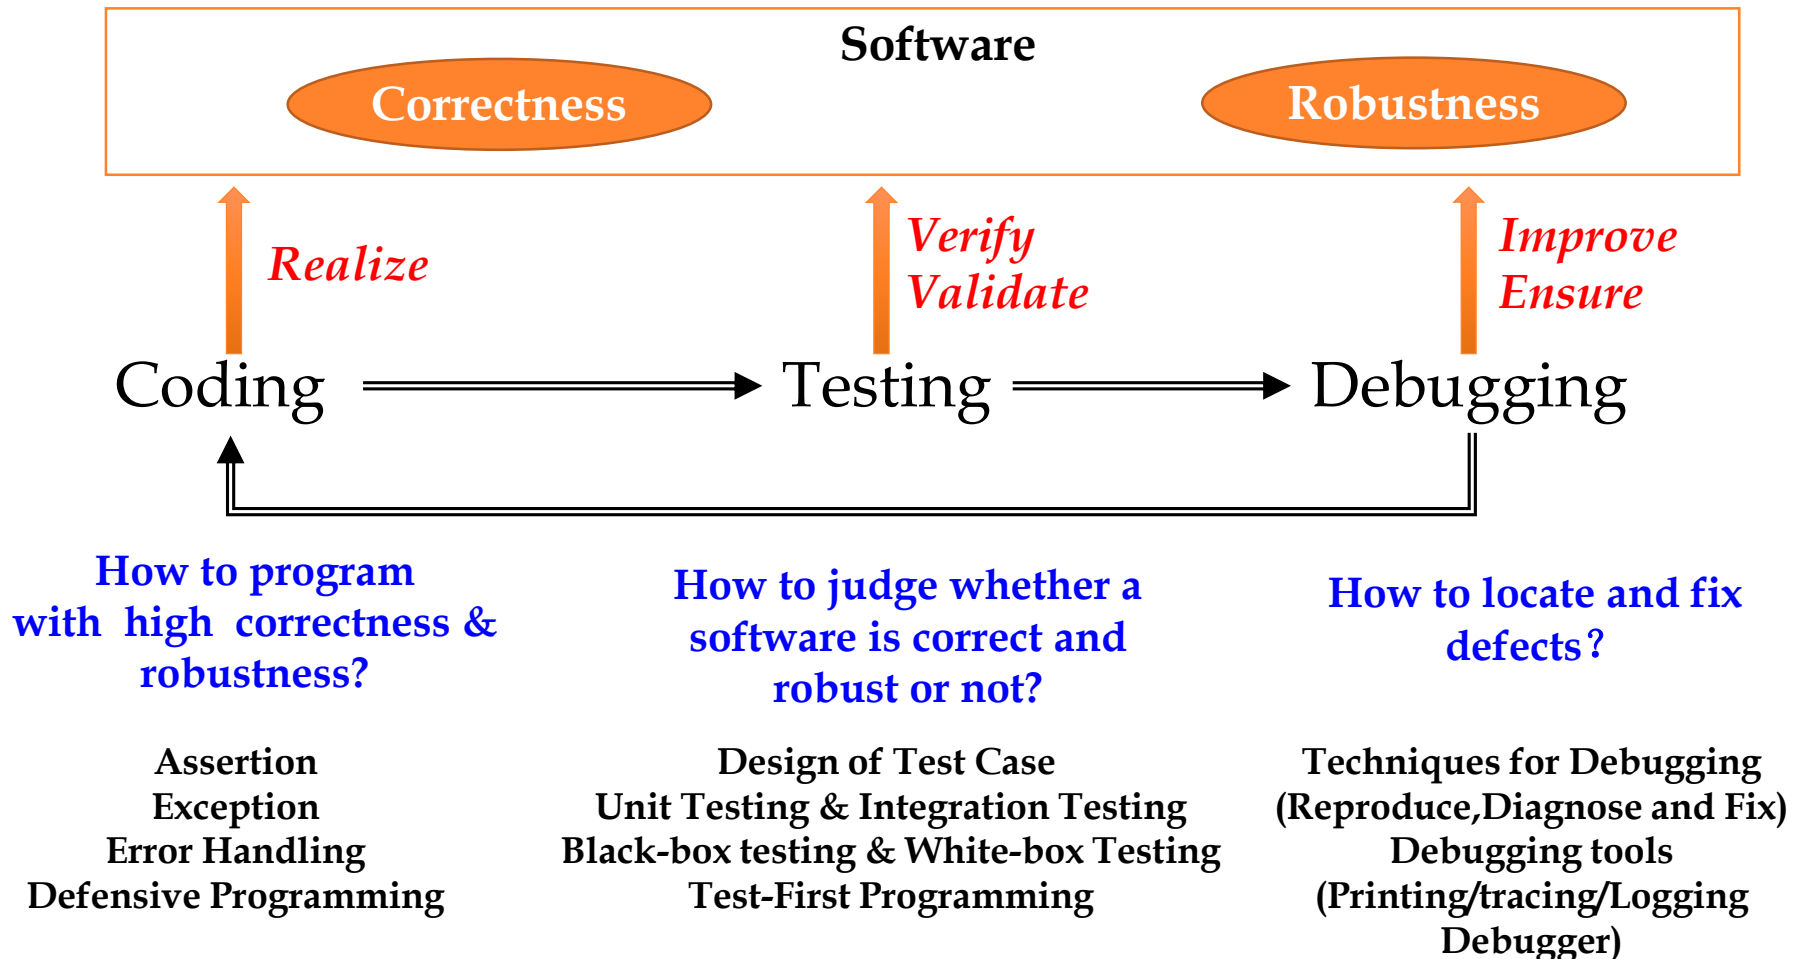 Software
Correctness
Robustness
Realize
Verify
Validate
Improve
Ensure
Coding
Testing
Debugging
How to program
with high correctness &
robustness?
How to judge whether a
software is correct and
robust or not?
How to locate and fix
defects？
Assertion
Exception
Error Handling
Defensive Programming
Design of Test Case
Unit Testing & Integration Testing
Black-box testing & White-box Testing
Test-First Programming
Techniques for Debugging
(Reproduce,Diagnose and Fix)
Debugging tools
(Printing/tracing/Logging
Debugger)